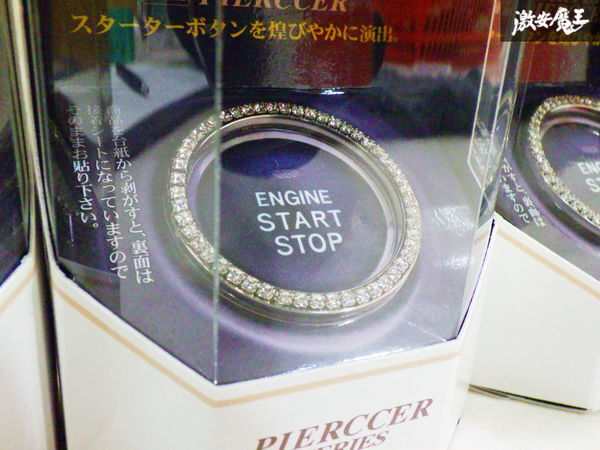 PIERCCER
激安魔王
スターターボタンを煌びやかに演出。
商品を台紙から剥がすと、裏面は
接着シートになっていますので
そのままお貼り下さい。
ENGINE
START
STOP
PIERCCER
SERIES